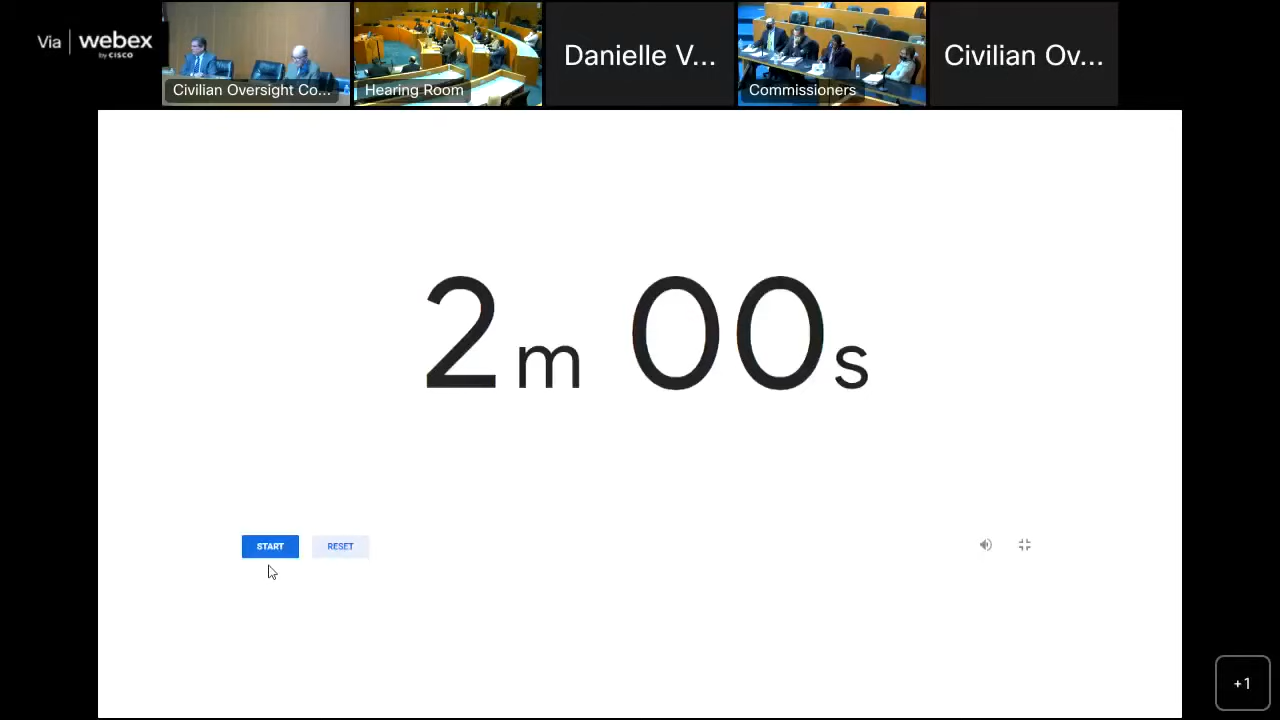 Via webex
by CISCO
Civilian Oversight Co...
Hearing Room
Danielle V...
Commissioners
Civilian Ov...
2m 00s
START
RESET
+1